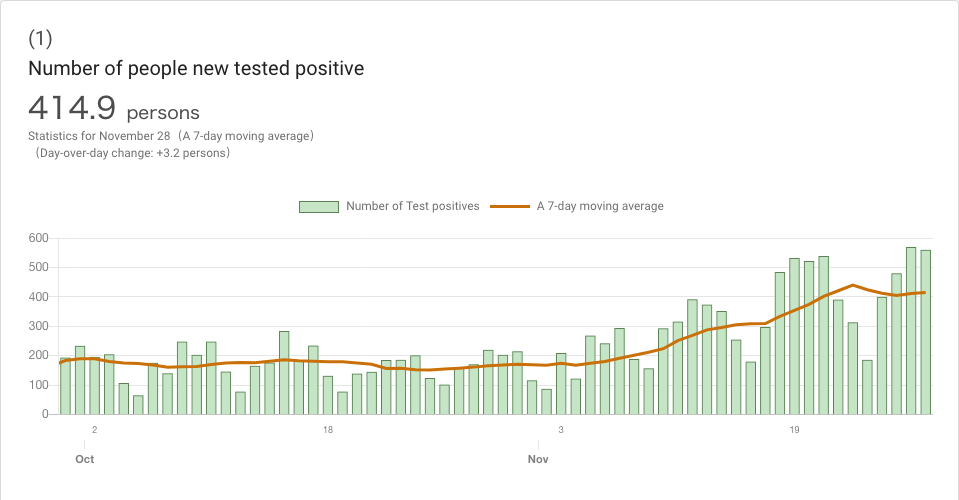 (1)
Number of people new tested positive
414.9 persons
Statistics for November 28（A 7-day moving average）
（Day-over-day change: +3.2 persons）
Number of Test positives A 7-day moving average
600
500
400
300
200
100
0
2 18 3 19
Oct Nov